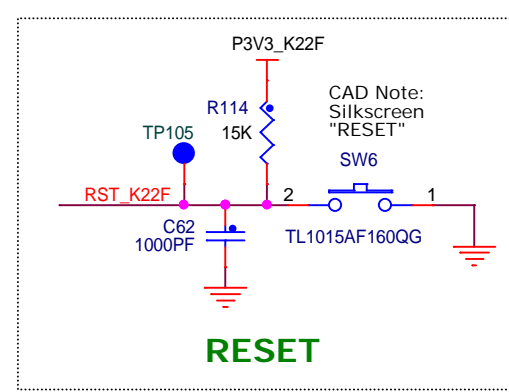 P3V3_K22F
R114
15K
CAD Note:
Silkscreen
"RESET"
TP105
SW6
RST_K22F
2
1
C62
1000PF
TL1015AF160QG
RESET